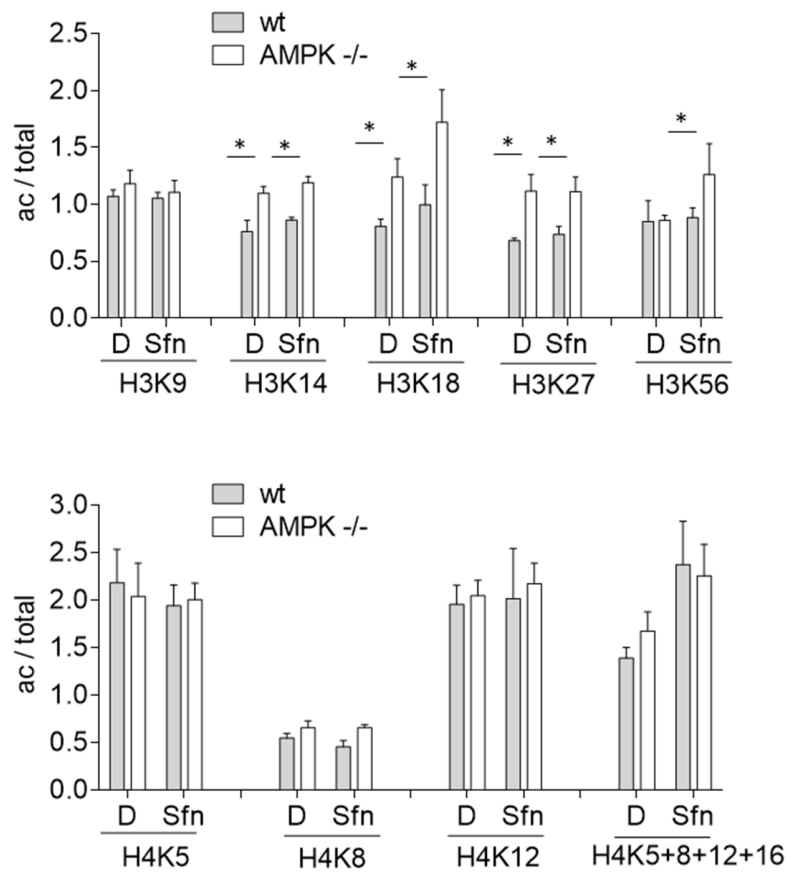 wt
AMPK -/-
2.5
2.0
1.5
1.0
0.5
0.0
ac / total
* * * * * * *
D Sfn D Sfn D Sfn D Sfn D Sfn
H3K9 H3K14 H3K18 H3K27 H3K56
wt
AMPK -/-
3.0
2.5
2.0
1.5
1.0
0.5
0.0
ac / total
D Sfn D Sfn D Sfn D Sfn
H4K5 H4K8 H4K12 H4K5+8+12+16